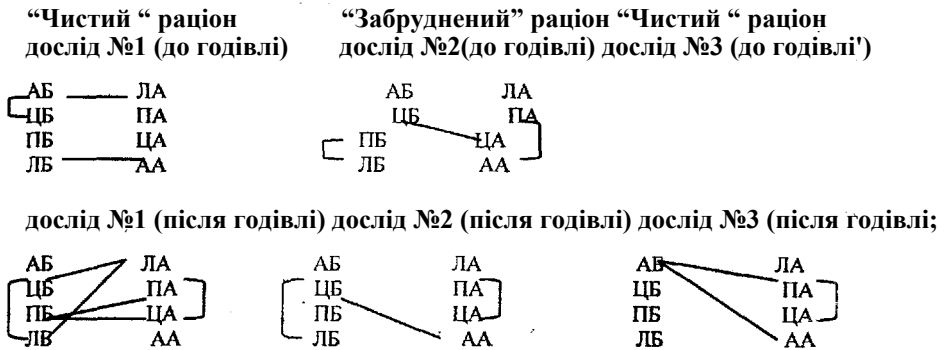 “Чистий “ раціон “Забруднений” раціон “Чистий “ раціон
дослід №1 (до годівлі) дослід №2(до годівлі) дослід №3 (до годівлі')
АБ ЛА АБ ЛА
ЦБ ПА ЦБ ПА
ПБ ЦА ПБ ЦА
ЛБ АА ЛБ АА
дослід №1 (після годівлі) дослід №2 (після годівлі) дослід №3 (після годівлі;
АБ ЛА АБ ЛА АБ ЛА
ЦБ ПА ЦБ ПА ЦБ ПА
ПБ ЦА ПБ ЦА ПБ ЦА
ЛБ АА ЛБ АА ЛБ АА